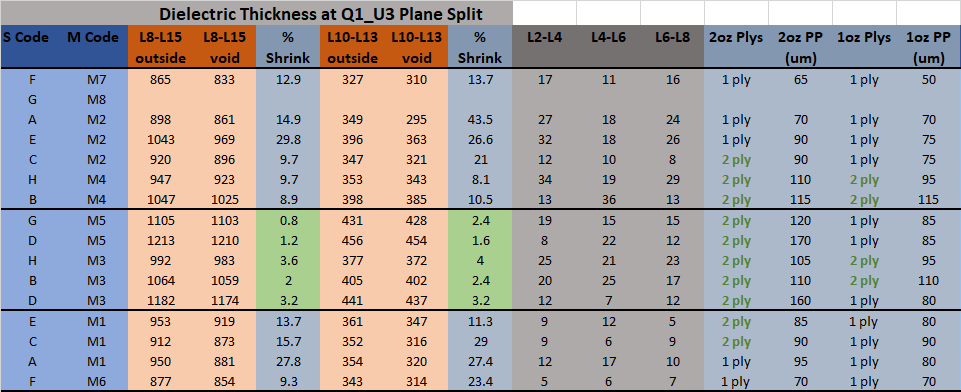 Dielectric Thickness at Q1_U3 Plane Split
S Code M Code L8-L15 outside L8-L15 void % Shrink L10-L13 outside L10-L13 void % Shrink L2-L4 L4-L6 L6-L8 2oz Plys 2oz PP (um) 1oz Plys 1oz PP (um)
F M7 865 833 12.9 327 310 13.7 17 11 16 1 ply 65 1 ply 50
G M8
A M2 898 861 14.9 349 295 43.5 27 18 24 1 ply 70 1 ply 70
E M2 1043 969 29.8 396 363 26.6 32 18 26 1 ply 90 1 ply 75
C M2 920 896 9.7 347 321 21 12 10 8 2 ply 90 1 ply 75
H M4 947 923 9.7 353 343 8.1 34 19 29 2 ply 110 2 ply 95
B M4 1047 1025 8.9 398 385 10.5 13 36 13 2 ply 115 2 ply 115
G M5 1105 1103 0.8 431 428 2.4 19 15 15 2 ply 120 1 ply 85
D M5 1213 1210 1.2 456 454 1.6 8 22 12 2 ply 170 1 ply 85
H M3 992 983 3.6 377 372 4 25 21 23 2 ply 105 2 ply 95
B M3 1064 1059 2 405 402 2.4 20 25 17 2 ply 110 2 ply 110
D M3 1182 1174 3.2 441 437 3.2 12 7 12 2 ply 160 1 ply 80
E M1 953 919 13.7 361 347 11.3 9 12 5 2 ply 85 1 ply 80
C M1 912 873 15.7 352 316 29 9 6 9 2 ply 90 1 ply 90
A M1 950 881 27.8 354 320 27.4 12 17 10 1 ply 95 1 ply 80
F M6 877 854 9.3 343 314 23.4 5 6 7 1 ply 70 1 ply 70